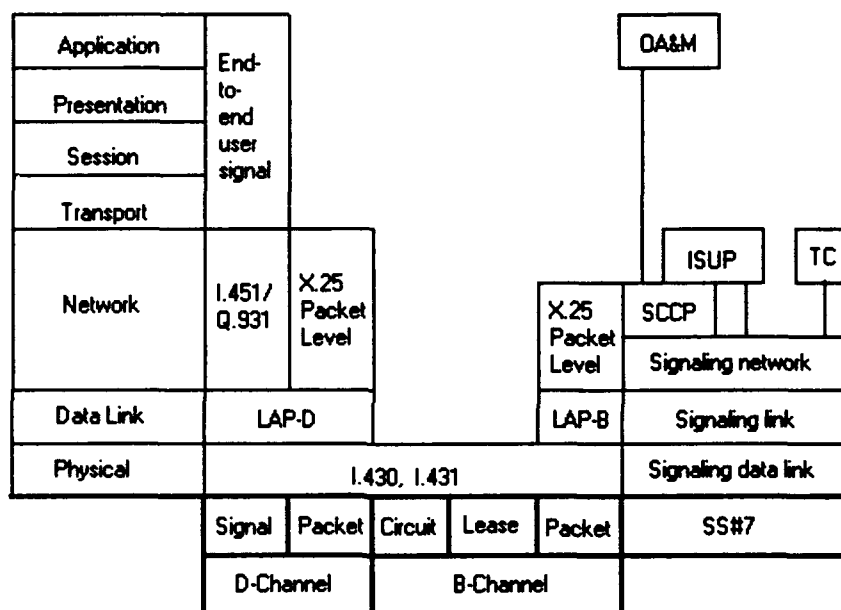 Application
Presentation
Session
Transport
Network
Data Link
Physical
End-
to-
end
user
signal
I.451/
Q.931
X.25
Packet
Level
LAP-D
I.430, I.431
X.25
Packet
Level
LAP-B
OA&M
ISUP
TC
SCCP
Signaling network
Signaling link
Signaling data link
Signal
Packet
Circuit
Lease
Packet
SS#7
D-Channel
B-Channel